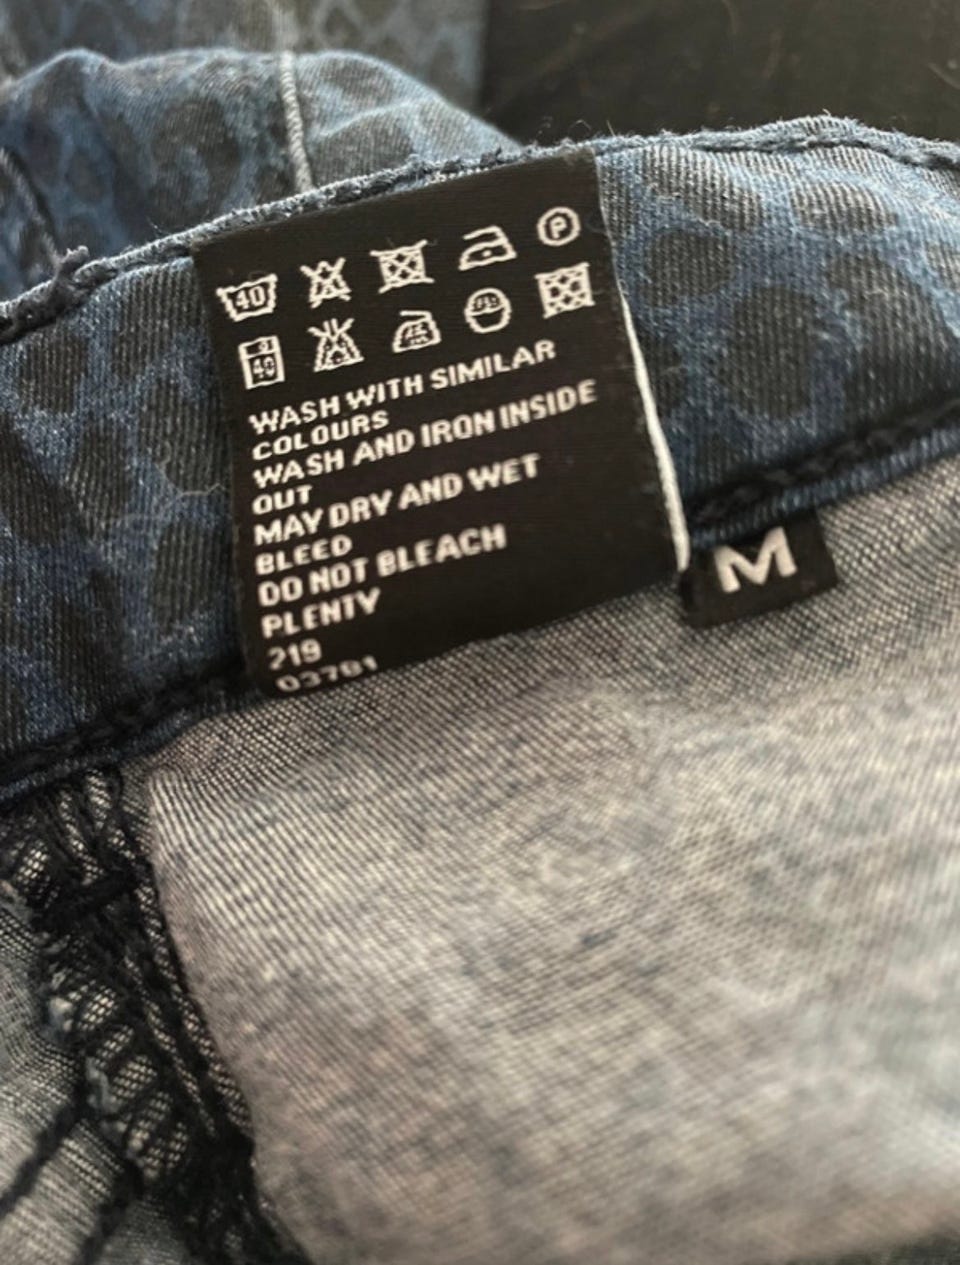 40
P
40
WASH WITH SIMILAR
COLOURS
WASH AND IRON INSIDE
OUT
MAY DRY AND WET
BLEED
DO NOT BLEACH
PLENTY
219
03701
M